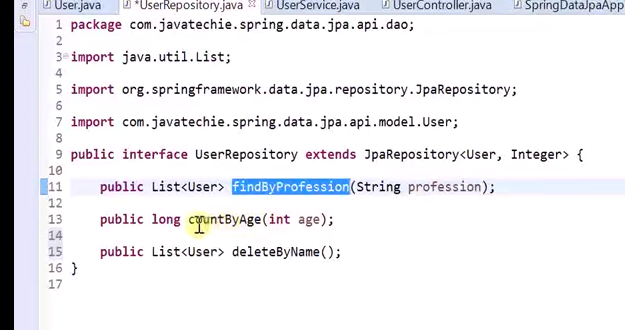 User.java *UserRepository.java UserService.java UserController.java SpringDataJpaApp
1 package com.javatechie.spring.data.jpa.api.dao;
2
3 import java.util.List;
4
5 import org.springframework.data.jpa.repository.JpaRepository;
6
7 import com.javatechie.spring.data.jpa.api.model.User;
8
9 public interface UserRepository extends JpaRepository<User, Integer> {
10
11 public List<User> findByProfession(String profession);
12
13 public long countByAge(int age);
14
15 public List<User> deleteByName();
16 }
17